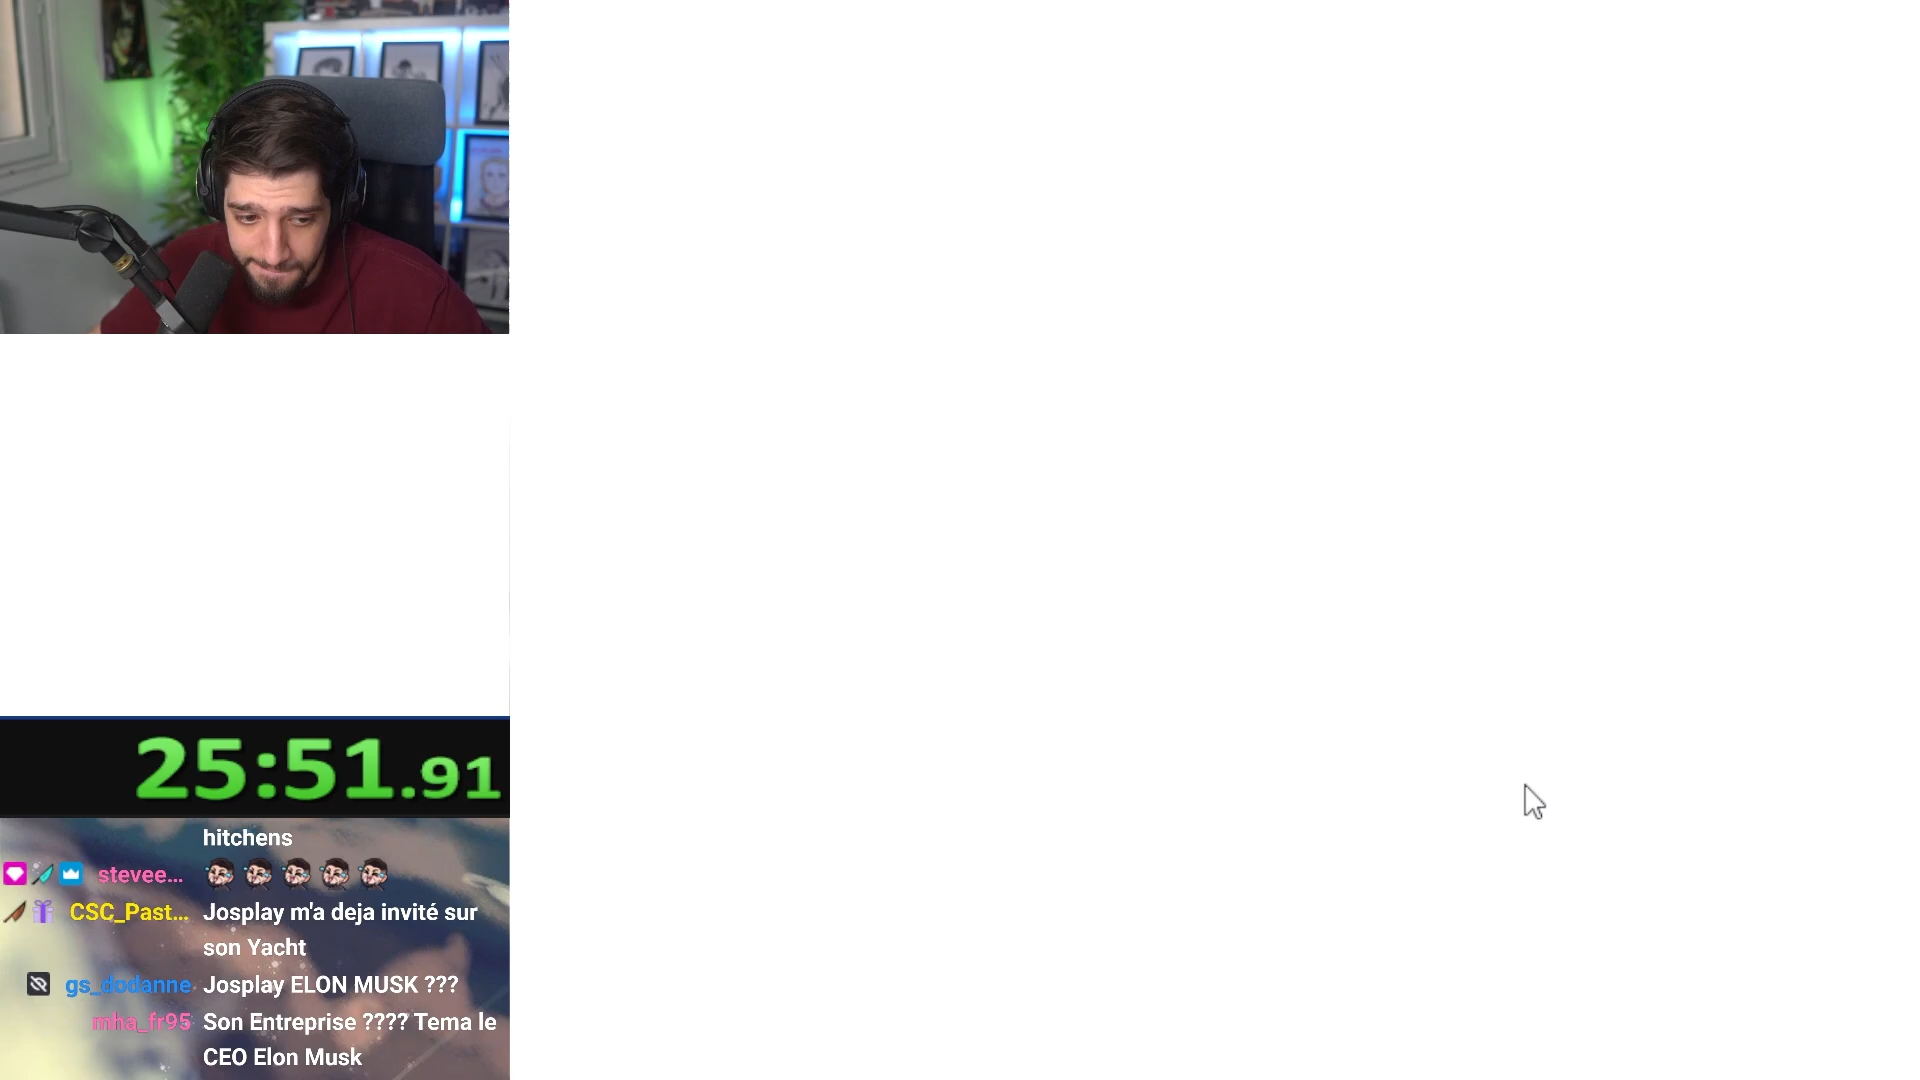 25:51.91
hitchens
stevee...
CSC_Past... Josplay m'a deja invité sur
son Yacht
gs_dodanne Josplay ELON MUSK ???
mha_fr95 Son Entreprise ???? Tema le
CEO Elon Musk